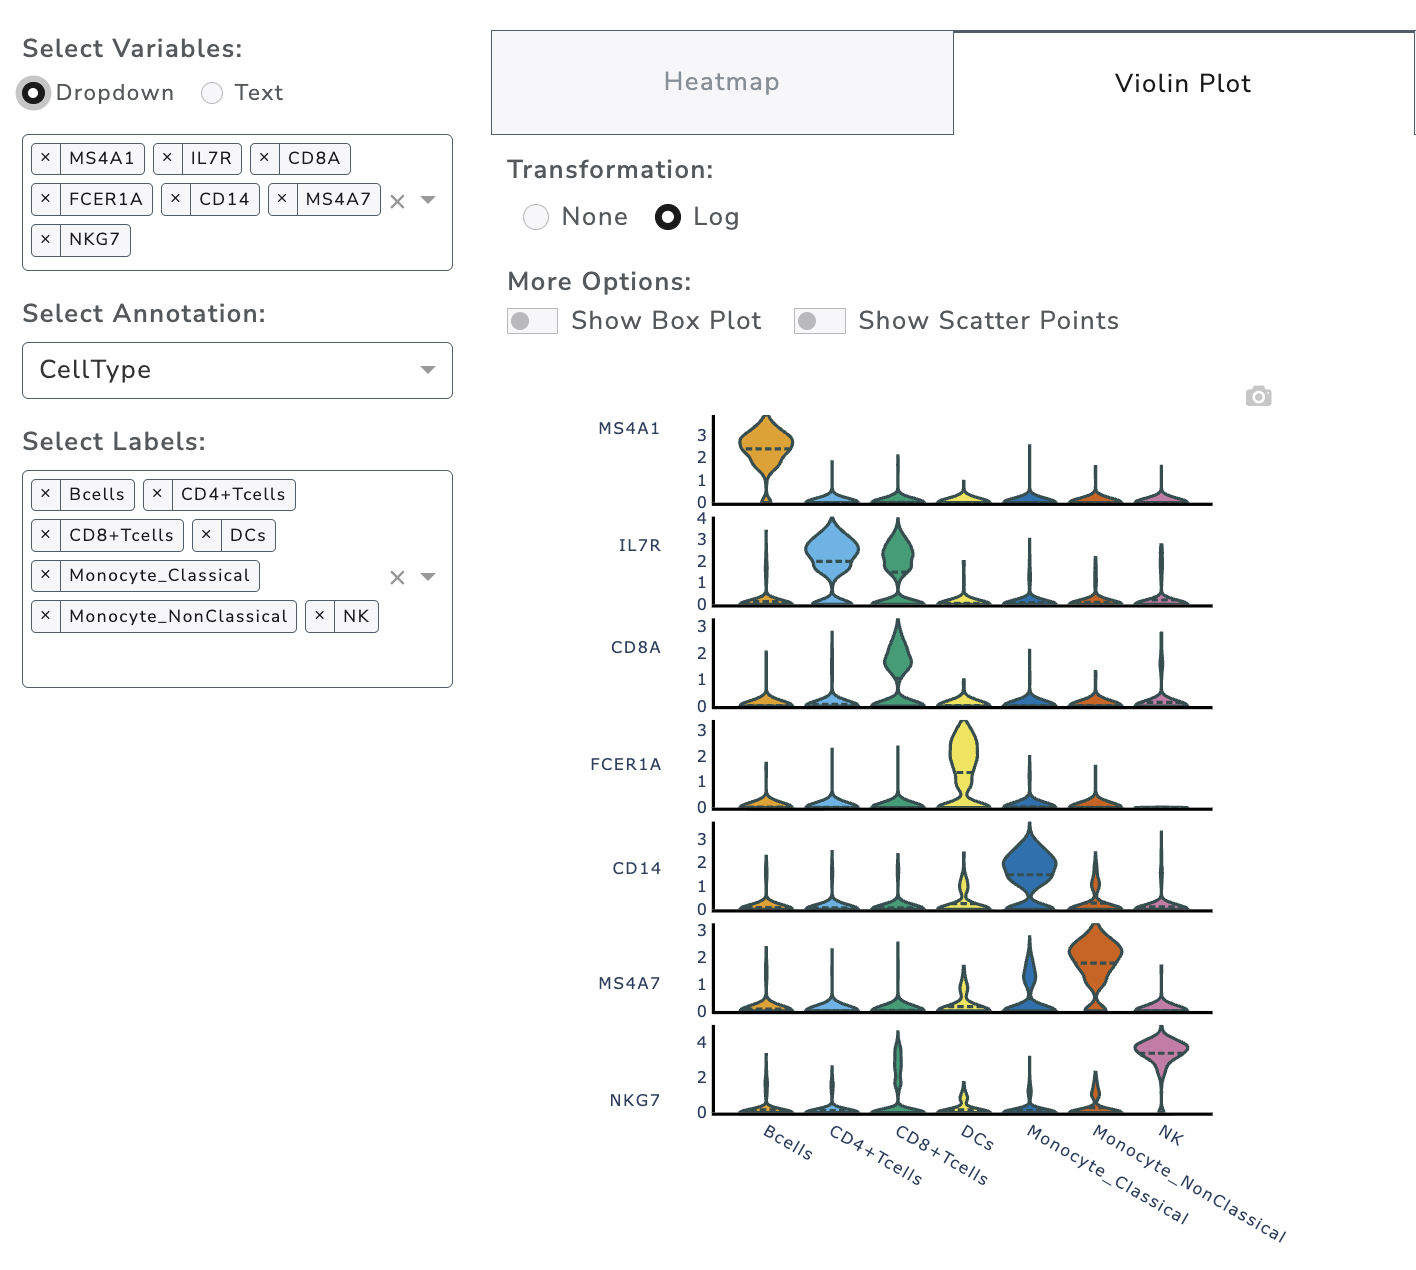 Select Variables:
Dropdown Text
× MS4A1 × IL7R × CD8A
× FCER1A × CD14 × MS4A7
× NKG7
Select Annotation:
CellType
Select Labels:
× Bcells × CD4+Tcells
× CD8+Tcells × DCs
× Monocyte_Classical
× Monocyte_NonClassical × NK
Heatmap Violin Plot
Transformation:
None Log
More Options:
Show Box Plot Show Scatter Points
MS4A1
3
2
1
0
IL7R
4
3
2
1
0
CD8A
3
2
1
0
FCER1A
3
2
1
0
CD14
3
2
1
0
MS4A7
3
2
1
0
NKG7
4
2
0
Bcells
CD4+Tcells
CD8+Tcells
DCs
Monocyte_Classical
Monocyte_NonClassical
NK